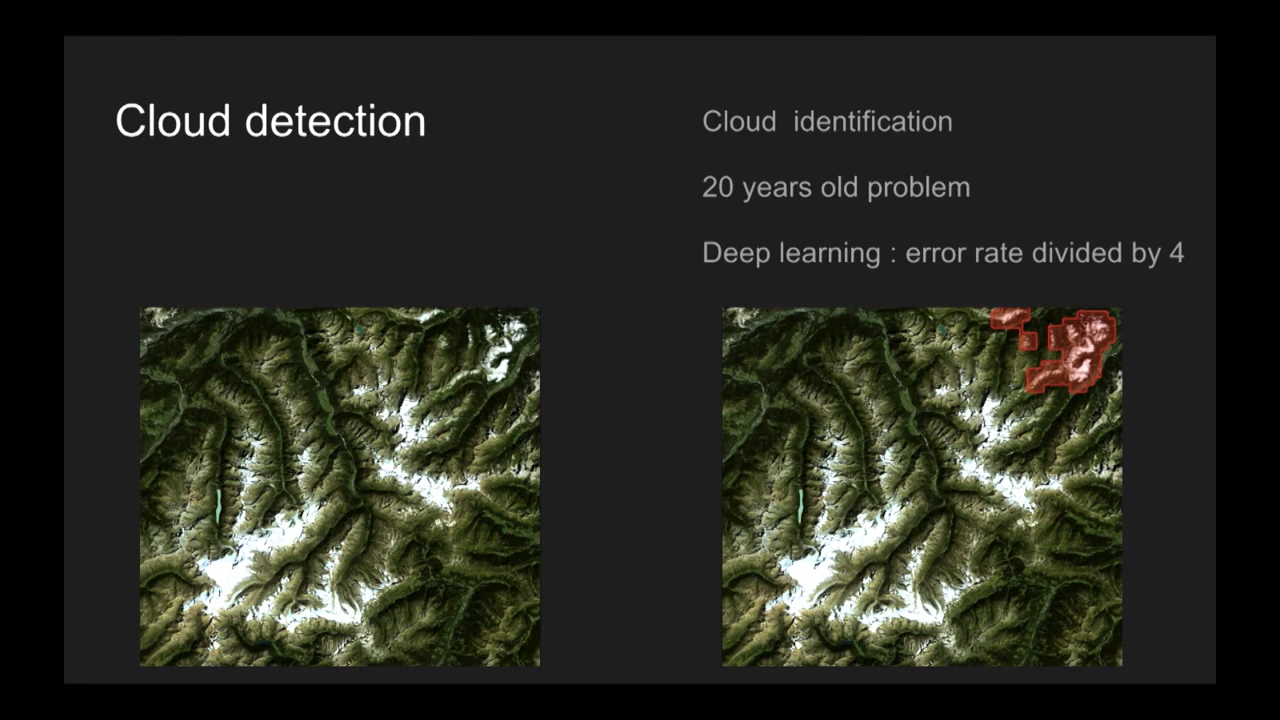 Cloud detection
Cloud  identification
20 years old problem
Deep learning : error rate divided by 4